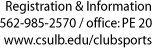 Registration & Information
562-985-2570 / office: PE 20
www.csulb.edu/clubsports